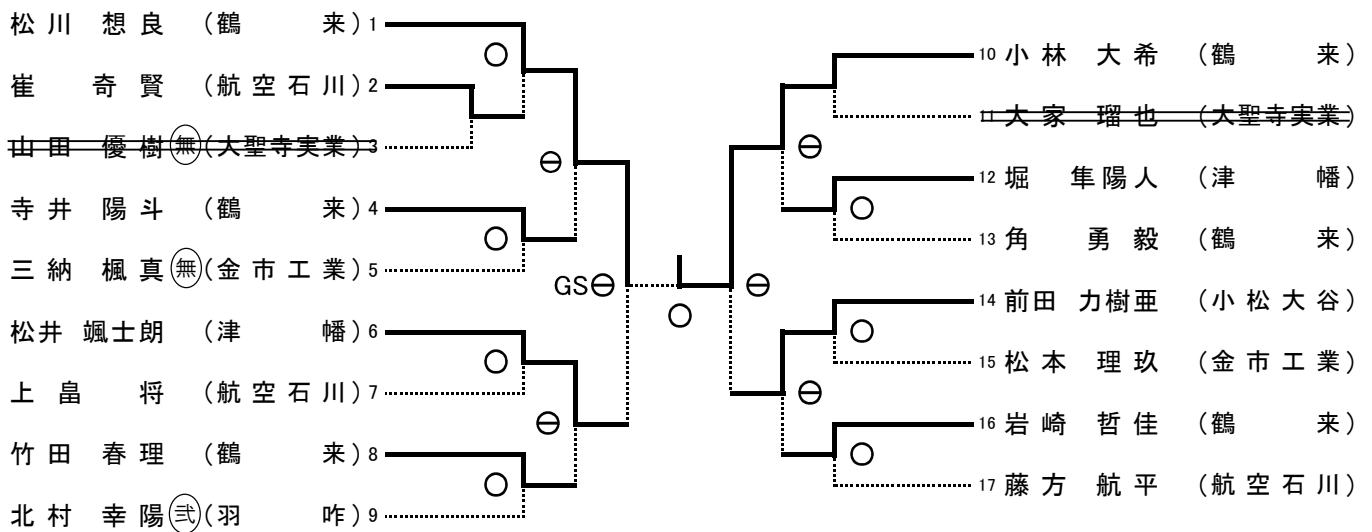 松川 想良 (鶴 来) 1
崔 奇賢 (航空石川) 2
山田 優樹 無 (大聖寺実業) 3
寺井 陽斗 (鶴 来) 4
三納 楓真 無 (金市工業) 5
松井 颯士朗 (津 幡) 6
上畠 将 (航空石川) 7
竹田 春理 (鶴 来) 8
北村 幸陽 弐 (羽 咋) 9
GS
10 小林 大希 (鶴 来)
11 大家 瑠也 (大聖寺実業)
12 堀 隼陽人 (津 幡)
13 角 勇毅 (鶴 来)
14 前田 力樹亜 (小松大谷)
15 松本 理玖 (金市工業)
16 岩崎 哲佳 (鶴 来)
17 藤方 航平 (航空石川)